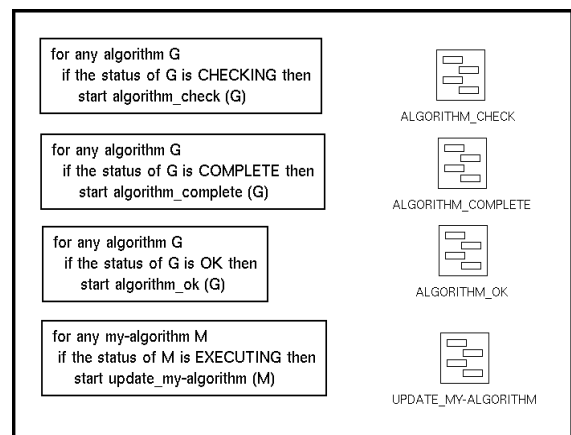 for any algorithm G
if the status of G is CHECKING then
start algorithm_check (G)
ALGORITHM_CHECK
for any algorithm G
if the status of G is COMPLETE then
start algorithm_complete (G)
ALGORITHM_COMPLETE
for any algorithm G
if the status of G is OK then
start algorithm_ok (G)
ALGORITHM_OK
for any my-algorithm M
if the status of M is EXECUTING then
start update_my-algorithm (M)
UPDATE_MY-ALGORITHM